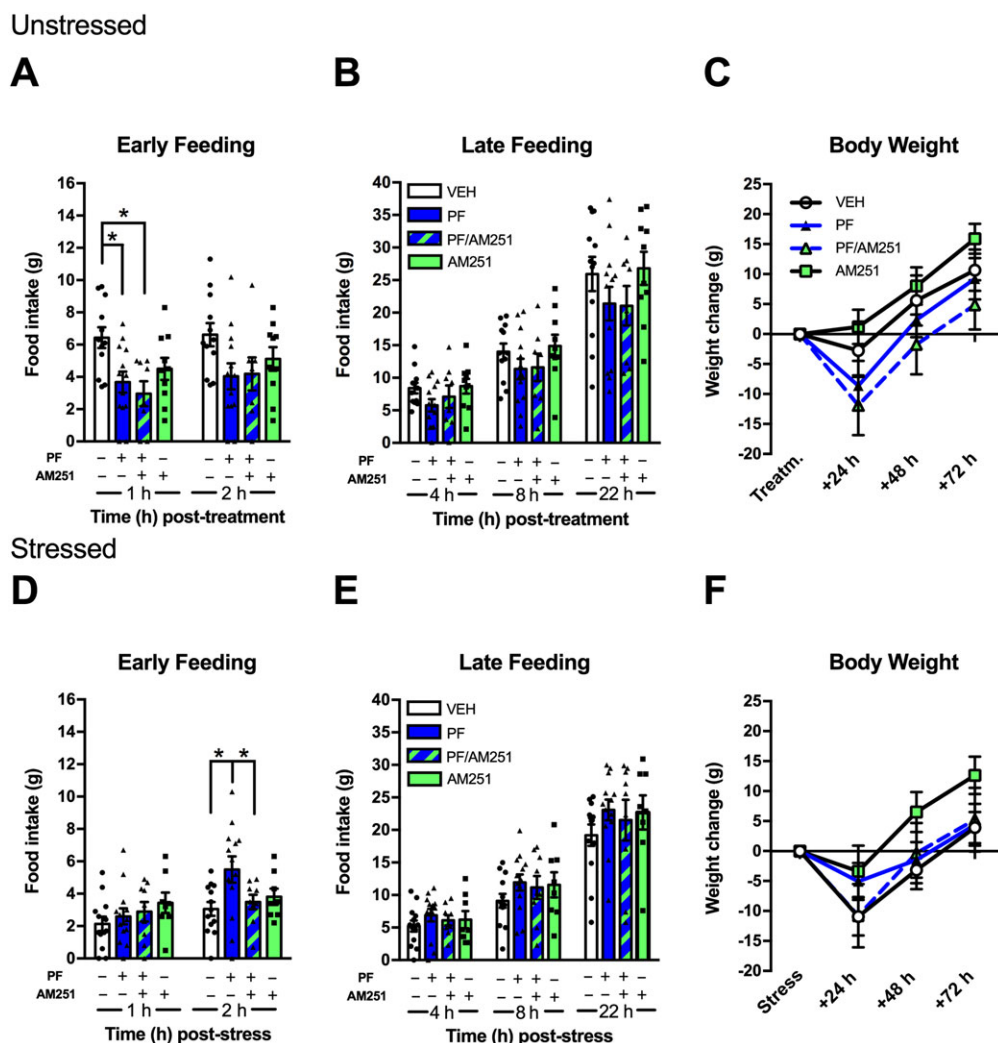 Unstressed
A
B
C
Early Feeding
Late Feeding
Body Weight
Food intake (g)
16
14
12
10
8
6
4
2
0
* 
*
PF – + + – – + + –
AM251 – – + + – – + +
1 h 2 h
Time (h) post-treatment
Food intake (g)
40
35
30
25
20
15
10
5
0
VEH
PF
PF/AM251
AM251
– + + – – + + – – + + –
– – + + – – + + – – + +
4 h 8 h 22 h
Time (h) post-treatment
Weight change (g)
25
20
15
10
5
0
-5
-10
-15
-20
VEH
PF
PF/AM251
AM251
Treatm. +24 h +48 h +72 h
Stressed
D
E
F
Early Feeding
Late Feeding
Body Weight
Food intake (g)
16
14
12
10
8
6
4
2
0
* *
PF – + + – – + + –
AM251 – – + + – – + +
1 h 2 h
Time (h) post-stress
Food intake (g)
40
35
30
25
20
15
10
5
0
VEH
PF
PF/AM251
AM251
– + + – – + + – – + + –
– – + + – – + + – – + +
4 h 8 h 22 h
Time (h) post-stress
Weight change (g)
25
20
15
10
5
0
-5
-10
-15
-20
Stress +24 h +48 h +72 h